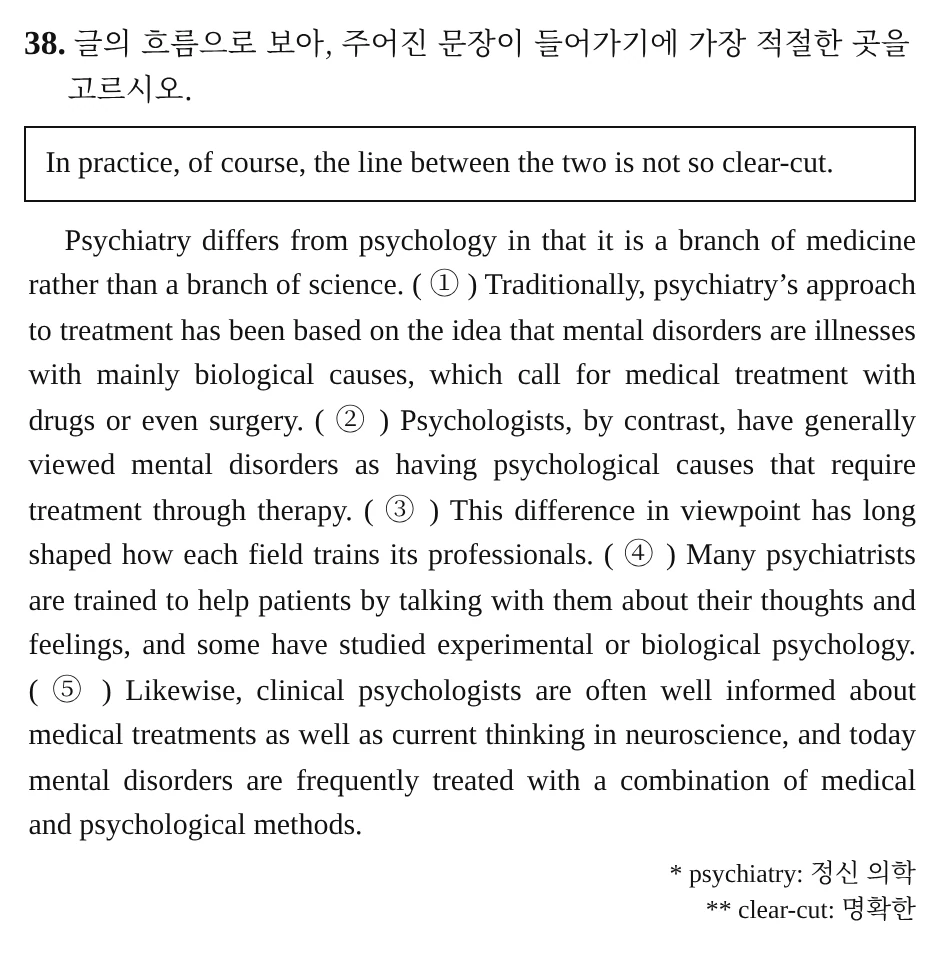 38. 글의 흐름으로 보아, 주어진 문장이 들어가기에 가장 적절한 곳을
고르시오.
In practice, of course, the line between the two is not so clear-cut.
Psychiatry differs from psychology in that it is a branch of medicine
rather than a branch of science. ( ① ) Traditionally, psychiatry’s approach
to treatment has been based on the idea that mental disorders are illnesses
with mainly biological causes, which call for medical treatment with
drugs or even surgery. ( ② ) Psychologists, by contrast, have generally
viewed mental disorders as having psychological causes that require
treatment through therapy. ( ③ ) This difference in viewpoint has long
shaped how each field trains its professionals. ( ④ ) Many psychiatrists
are trained to help patients by talking with them about their thoughts and
feelings, and some have studied experimental or biological psychology.
( ⑤ ) Likewise, clinical psychologists are often well informed about
medical treatments as well as current thinking in neuroscience, and today
mental disorders are frequently treated with a combination of medical
and psychological methods.
* psychiatry: 정신 의학
** clear-cut: 명확한